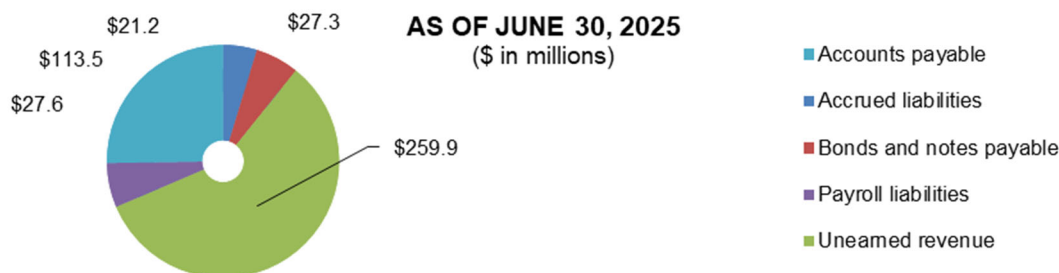 $21.2
$27.3
AS OF JUNE 30, 2025
($ in millions)
$113.5
$27.6
$259.9
Accounts payable
Accrued liabilities
Bonds and notes payable
Payroll liabilities
Unearned revenue